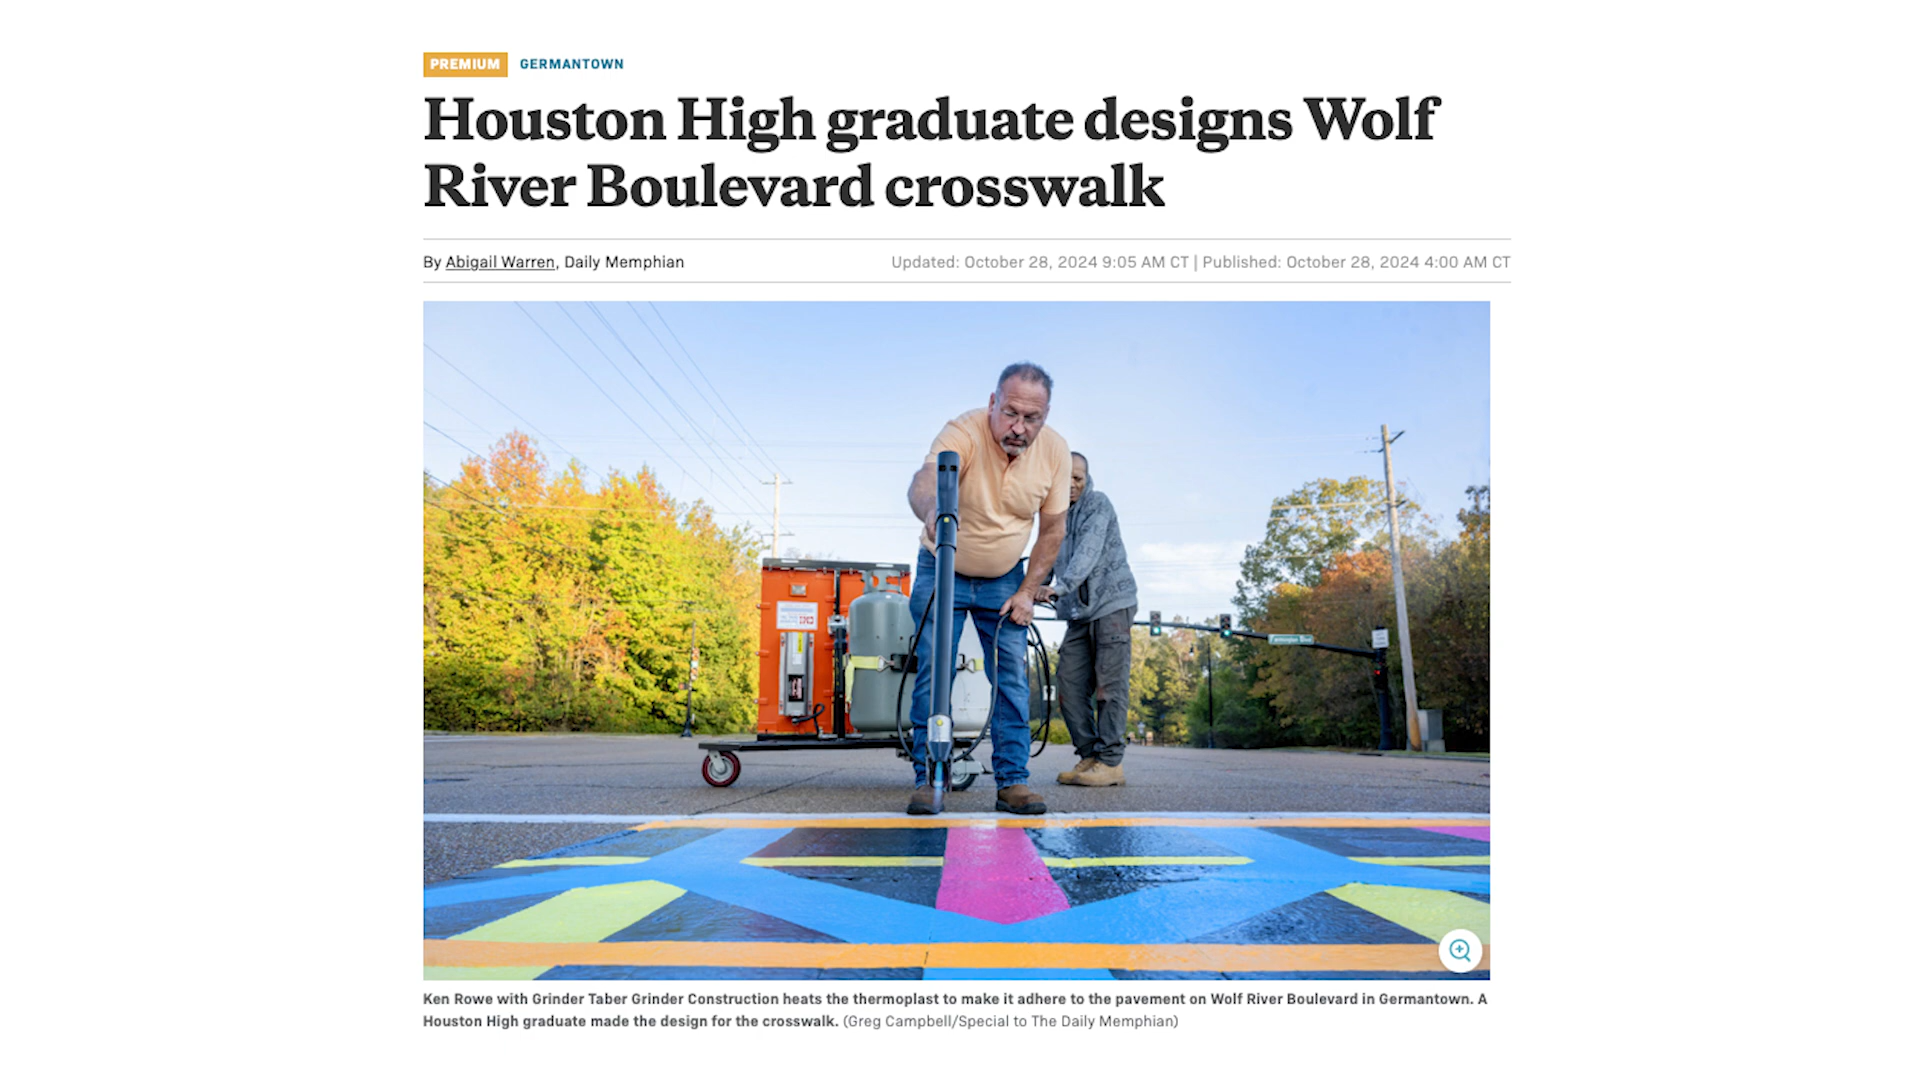 PREMIUM GERMANTOWN
Houston High graduate designs Wolf
River Boulevard crosswalk
By Abigail Warren, Daily Memphian
Updated: October 28, 2024 9:05 AM CT | Published: October 28, 2024 4:00 AM CT
Ken Rowe with Grinder Taber Grinder Construction heats the thermoplast to make it adhere to the pavement on Wolf River Boulevard in Germantown. A
Houston High graduate made the design for the crosswalk. (Greg Campbell/Special to The Daily Memphian)